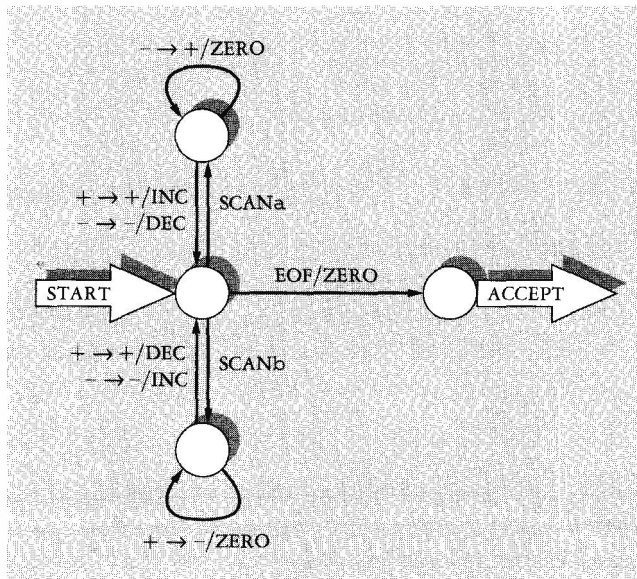 − → +/ZERO
+ → +/INC
− → −/DEC
SCANa
START
EOF/ZERO
ACCEPT
+ → +/DEC
− → −/INC
SCANb
+ → −/ZERO